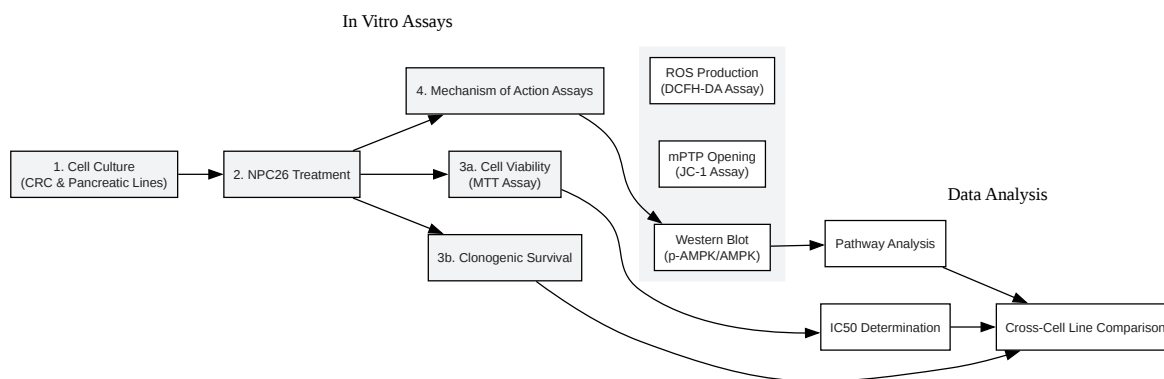 In Vitro Assays
1. Cell Culture
(CRC & Pancreatic Lines)
2. NPC26 Treatment
4. Mechanism of Action Assays
3a. Cell Viability
(MTT Assay)
3b. Clonogenic Survival
ROS Production
(DCFH-DA Assay)
mPTP Opening
(JC-1 Assay)
Western Blot
(p-AMPK/AMPK)
Data Analysis
Pathway Analysis
IC50 Determination
Cross-Cell Line Comparison